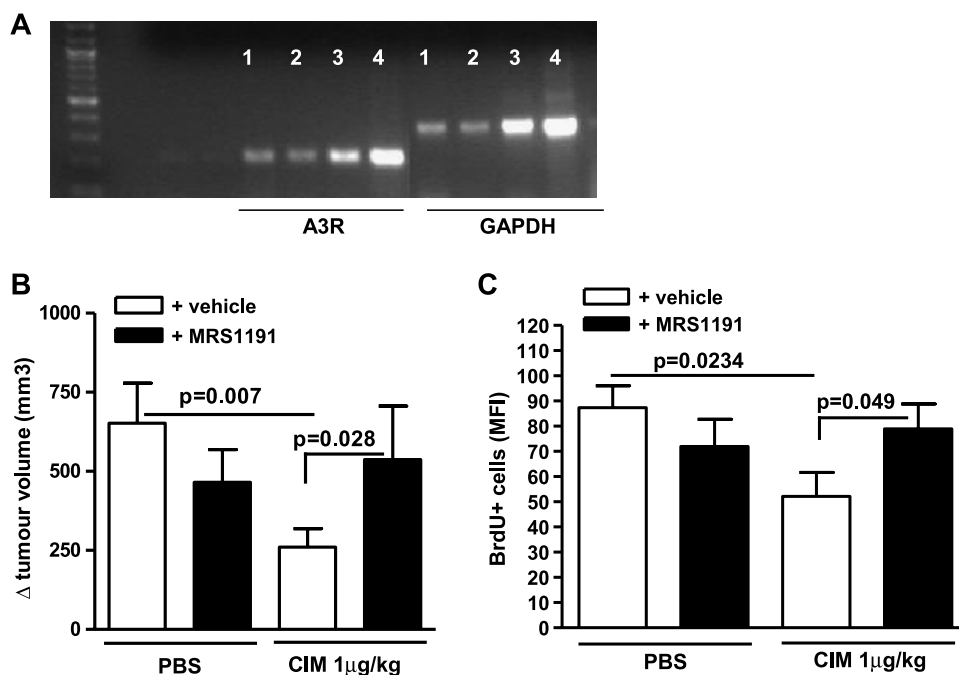 A
1 2 3 4 1 2 3 4
A3R GAPDH
B
+ vehicle
+ MRS1191
1000
750
500
250
0
Δ tumour volume (mm3)
p=0.007
p=0.028
PBS CIM 1μg/kg
C
+ vehicle
+ MRS1191
120
110
100
90
80
70
60
50
40
30
20
10
0
BrdU+ cells (MFI)
p=0.0234
p=0.049
PBS CIM 1μg/kg